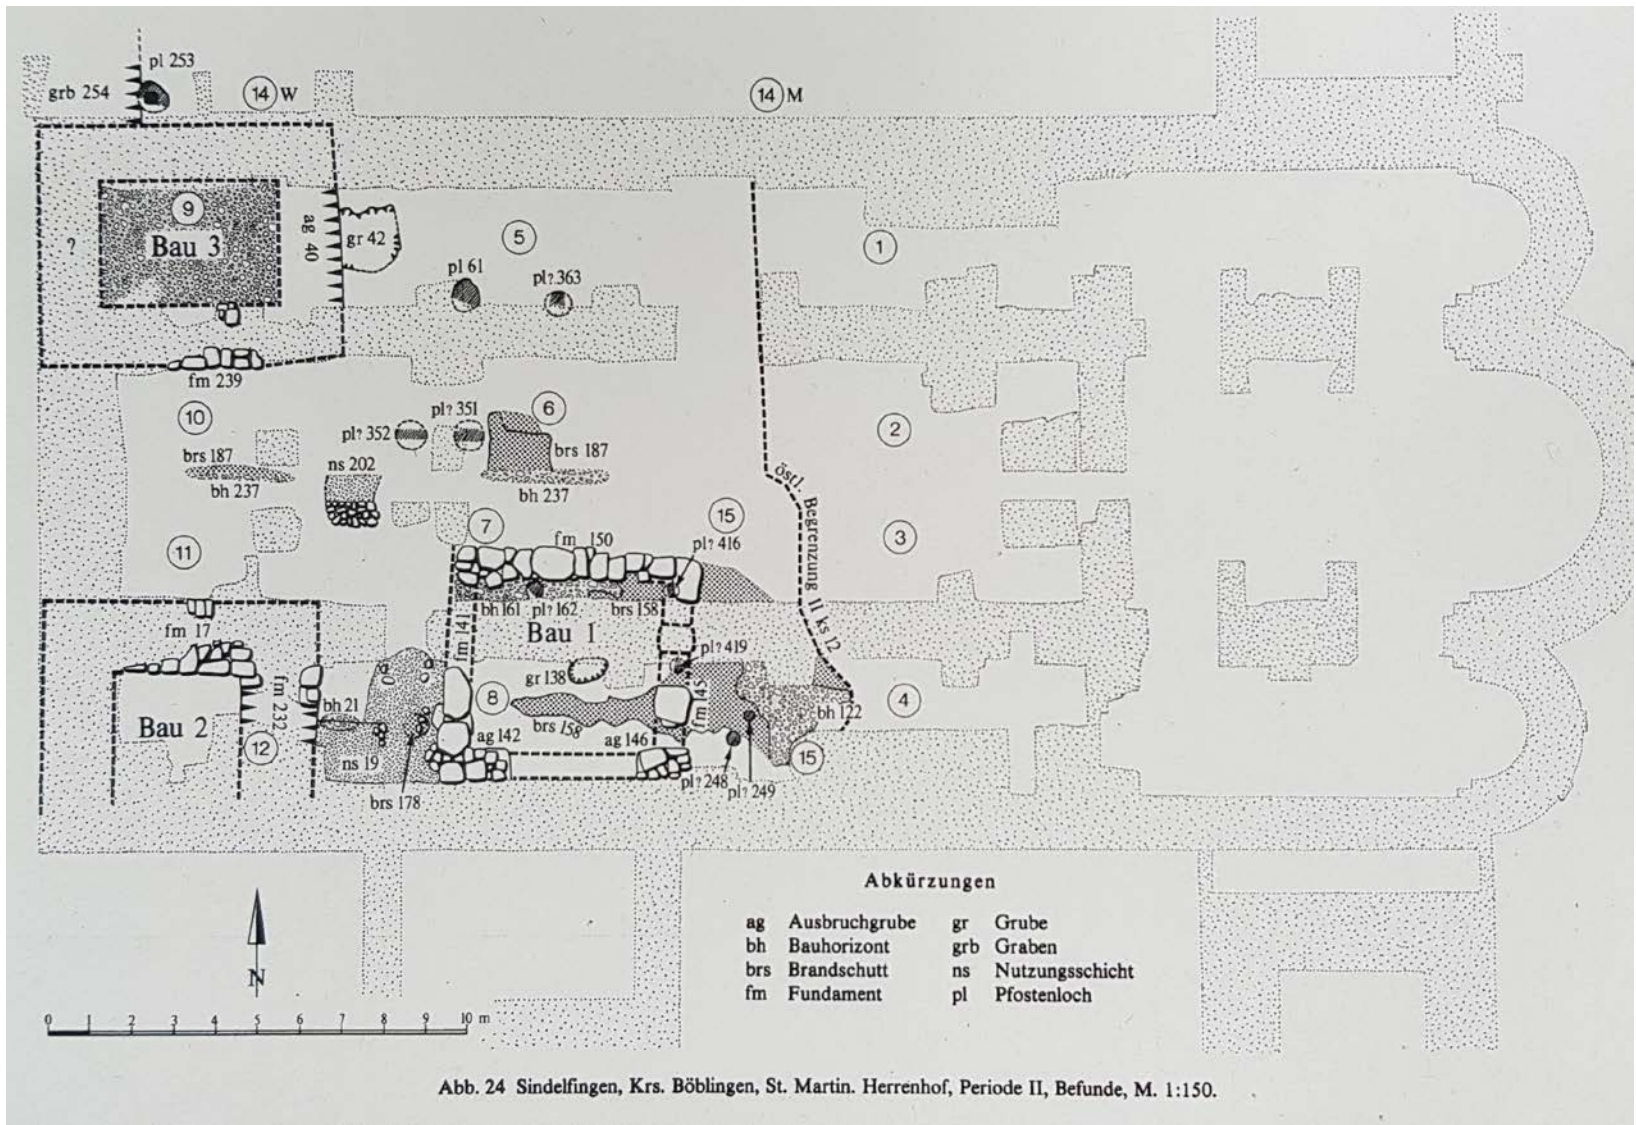 pl 253
grb 254
14 W
14 M
9
Bau 3
?
ag 40
gr 42
5
1
pl 61
pl?.363
fm 239
10
pl? 351
6
pl? 352
2
brs 187
ns 202
brs 187
bh 237
bh 237
östl. Begrenzung II ks 12
15
7
3
fm 150
pl? 416
11
bh 161
pl? 162
brs 158
fm 17
fm 141
Bau 1
pl? 419
gr 138
8
fm 145
4
fm 232
bh 21
Bau 2
brs 158
bh 122
ag 142
ag 146
12
15
ns 19
pl? 248
pl? 249
brs 178
Abkürzungen
ag Ausbruchgrube gr Grube
bh Bauhorizont grb Graben
brs Brandschutt ns Nutzungsschicht
fm Fundament pl Pfostenloch
N
0 1 2 3 4 5 6 7 8 9 10 m
Abb. 24 Sindelfingen, Krs. Böblingen, St. Martin. Herrenhof, Periode II, Befunde, M. 1:150.